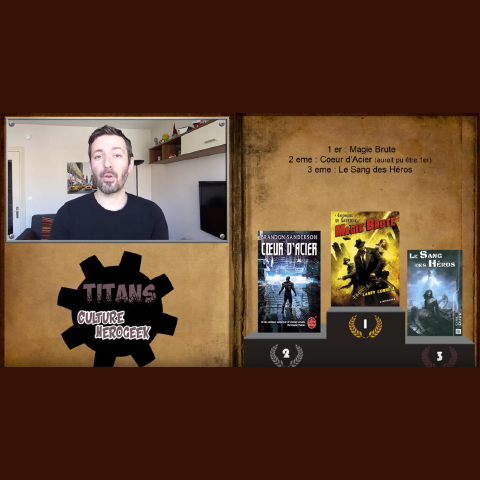 1 er : Magie Brute
2 eme : Coeur d'Acier (aurait pu être 1er)
3 eme : Le Sang des Héros
TITANS
CULTURE
HEROGEEK
BRANDON SANDERSON
CŒUR D'ACIER
MAGIE BRUTE
LARRY CORREIA
LE SANG
DES HÉROS
1
2
3